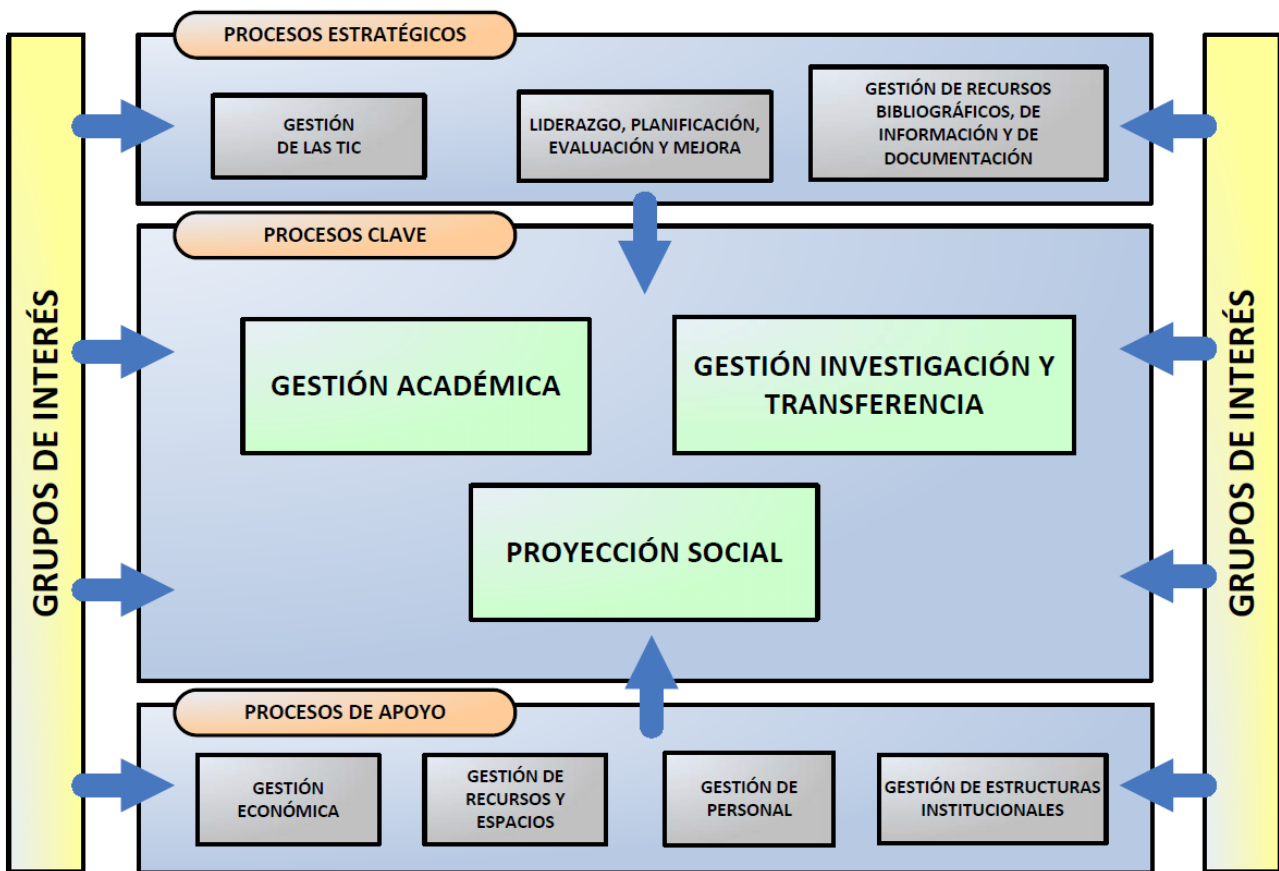 PROCESOS ESTRATÉGICOS
GESTIÓN
DE LAS TIC
LIDERAZGO, PLANIFICACIÓN,
EVALUACIÓN Y MEJORA
GESTIÓN DE RECURSOS
BIBLIOGRÁFICOS, DE
INFORMACIÓN Y DE
DOCUMENTACIÓN
GRUPOS DE INTERÉS
PROCESOS CLAVE
GESTIÓN ACADÉMICA
GESTIÓN INVESTIGACIÓN Y
TRANSFERENCIA
PROYECCIÓN SOCIAL
GRUPOS DE INTERÉS
PROCESOS DE APOYO
GESTIÓN
ECONÓMICA
GESTIÓN DE
RECURSOS Y
ESPACIOS
GESTIÓN DE
PERSONAL
GESTIÓN DE ESTRUCTURAS
INSTITUCIONALES